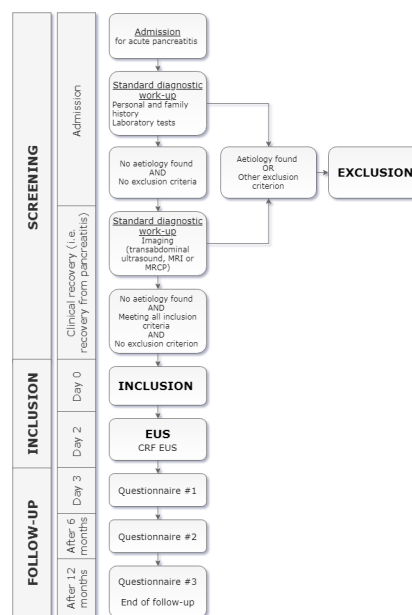 SCREENING
INCLUSION
FOLLOW-UP
Admission
Clinical recovery (i.e.
recovery from pancreatitis)
Day 0
Day 2
Day 3
After 6
months
After 12
months
Admission
for acute pancreatitis
Standard diagnostic
work-up
Personal and family
history
Laboratory tests
No aetiology found
AND
No exclusion criteria
Aetiology found
OR
Other exclusion
criterion
EXCLUSION
Standard diagnostic
work-up
Imaging
(transabdominal
ultrasound, MRI or
MRCP)
No aetiology found
AND
Meeting all inclusion
criteria
AND
No exclusion criterion
INCLUSION
EUS
CRF EUS
Questionnaire #1
Questionnaire #2
Questionnaire #3
End of follow-up